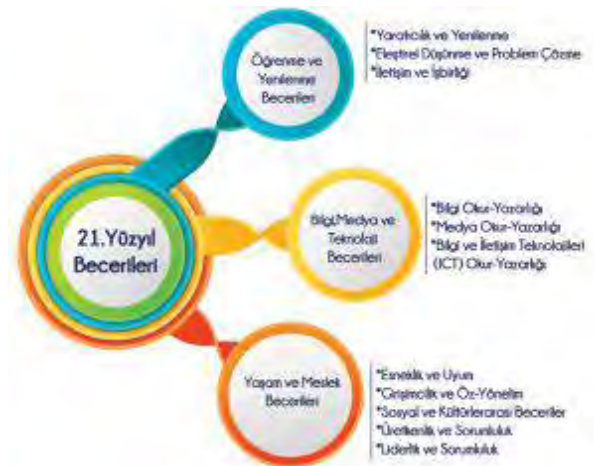 21.Yüzyıl
Becerileri
Öğrenme ve
Yenilenme
Becerileri
*Yaratıcılık ve Yenilenme
*Eleştirel Düşünme ve Problem Çözme
*İletişim ve İşbirliği
Bilgi,Medya ve
Teknoloji
Becerileri
*Bilgi Okur-Yazarlığı
*Medya Okur-Yazarlığı
*Bilgi ve İletişim Teknolojileri
(ICT) Okur-Yazarlığı
Yaşam ve Meslek
Becerileri
*Esneklik ve Uyum
*Girişimcilik ve Öz-Yönetim
*Sosyal ve Kültürlerarası Beceriler
*Üretkenlik ve Sorumluluk
*Liderlik ve Sorumluluk